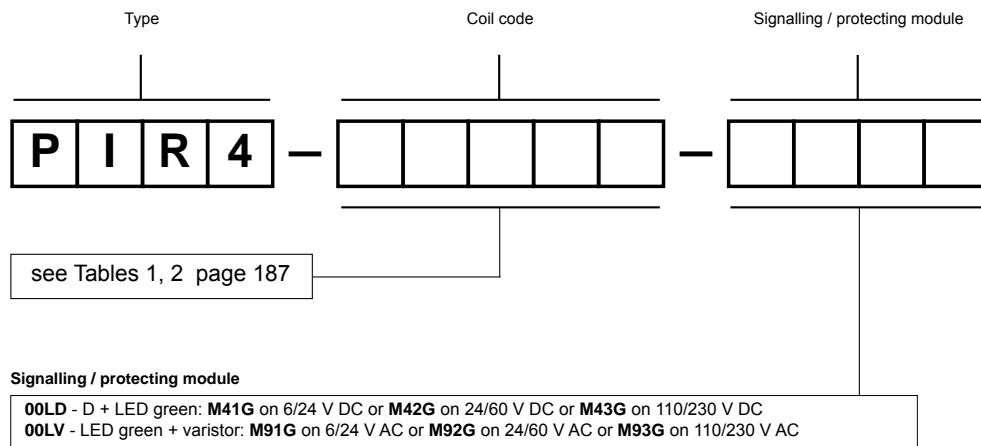 Type Coil code Signalling / protecting module
P I R 4 – –
see Tables 1, 2 page 187
Signalling / protecting module
00LD - D + LED green: M41G on 6/24 V DC or M42G on 24/60 V DC or M43G on 110/230 V DC
00LV - LED green + varistor: M91G on 6/24 V AC or M92G on 24/60 V AC or M93G on 110/230 V AC